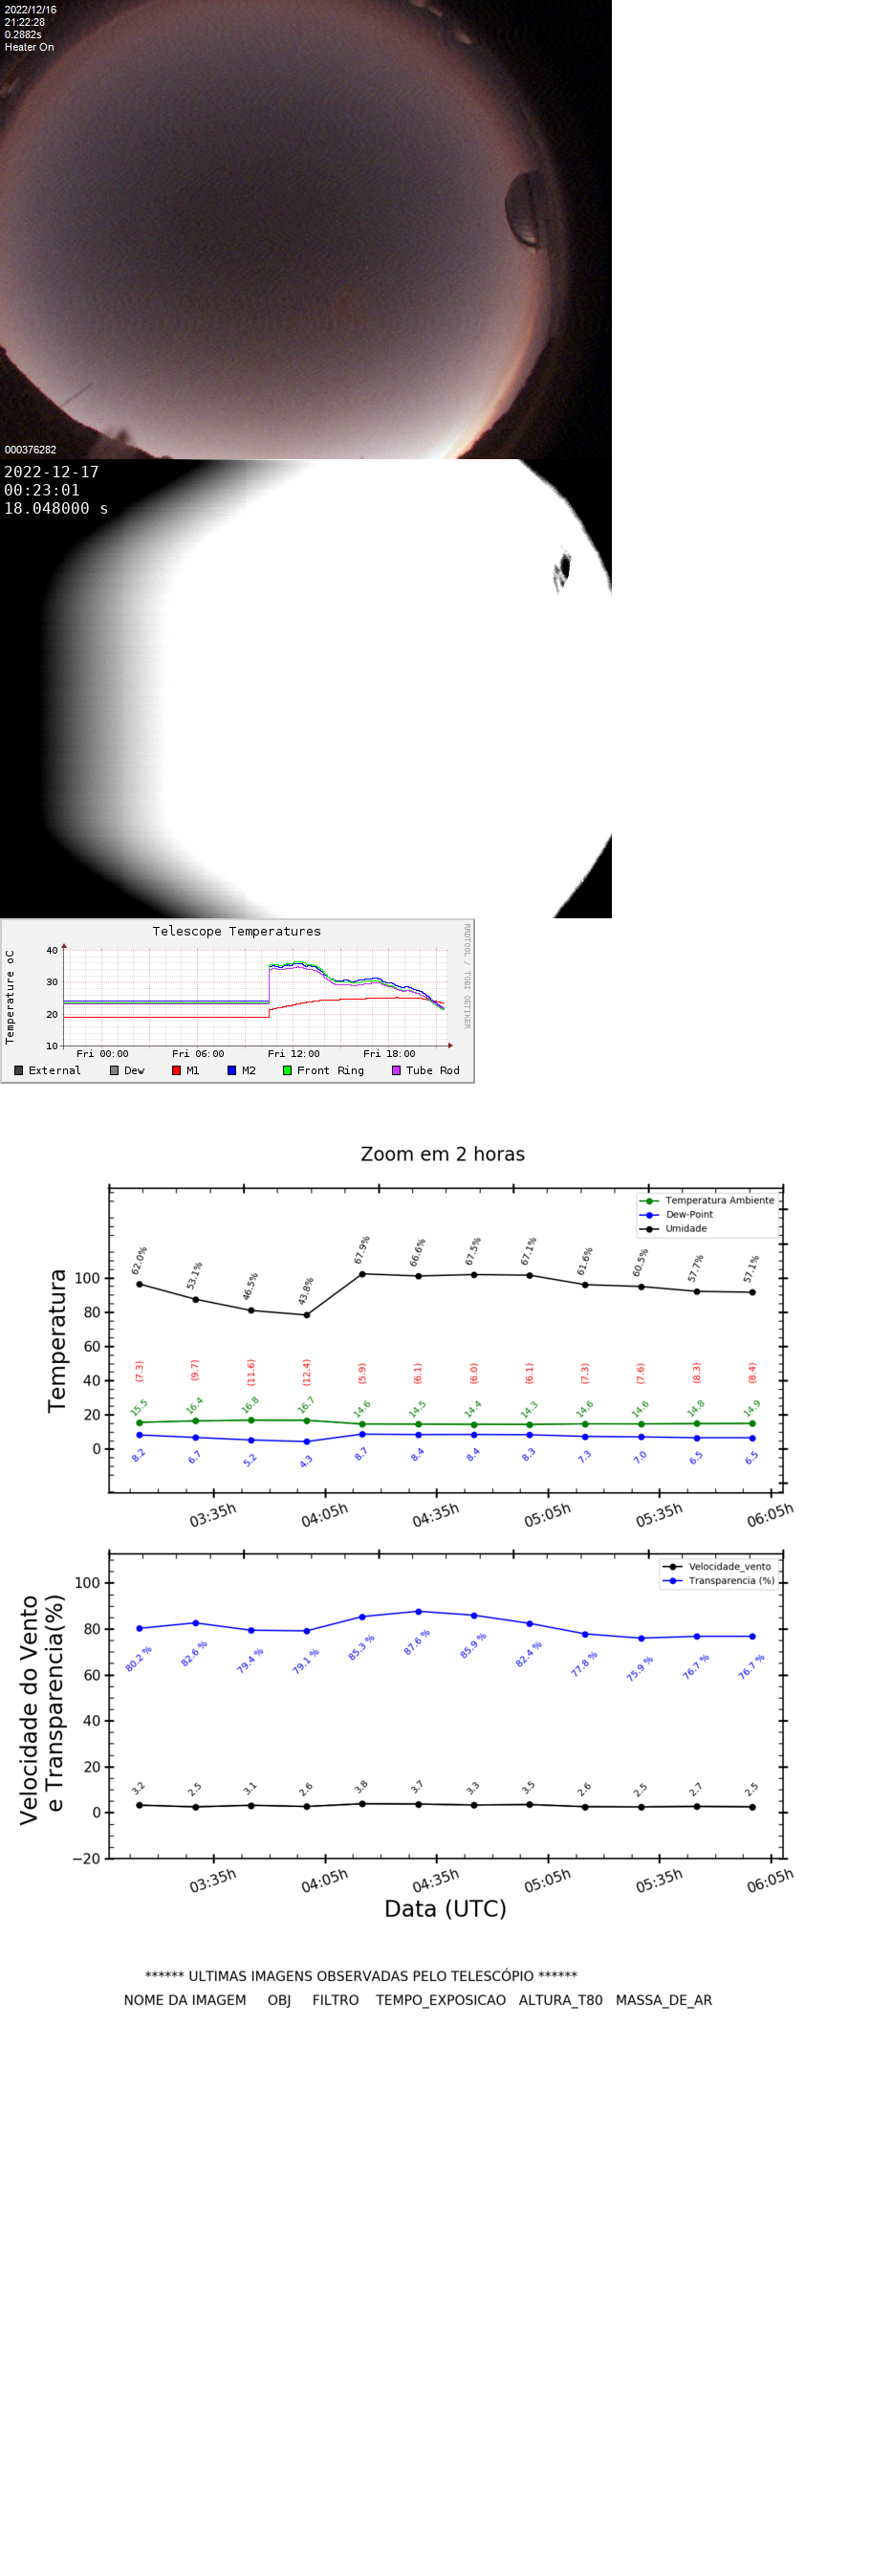 2022/12/16
21:22:28
0.2882s
Heater On
000376282
2022-12-17
00:23:01
18.048000 s
Telescope Temperatures
RRDTOOL / TOBI OETIKER
Temperature oC
40
30
20
10
Fri 00:00 Fri 06:00 Fri 12:00 Fri 18:00
External Dew M1 M2 Front Ring Tube Rod
Zoom em 2 horas
Temperatura Ambiente
Dew-Point
Umidade
Temperatura
100
80
60
40
20
0
62.0% 53.1% 46.5% 43.8% 67.9% 66.6% 67.5% 67.1% 61.6% 60.5% 57.7% 57.1%
(7.3) (9.7) (11.6) (12.4) (5.9) (6.1) (6.0) (6.1) (7.3) (7.6) (8.3) (8.4)
15.5 16.4 16.8 16.7 14.6 14.5 14.4 14.3 14.6 14.6 14.8 14.9
8.2 6.7 5.2 4.3 8.7 8.4 8.4 8.3 7.3 7.0 6.5 6.5
03:35h 04:05h 04:35h 05:05h 05:35h 06:05h
Velocidade_vento
Transparencia (%)
Velocidade do Vento
e Transparencia(%)
100
80
60
40
20
0
−20
80.2 % 82.6 % 79.4 % 79.1 % 85.3 % 87.6 % 85.9 % 82.4 % 77.8 % 75.9 % 76.7 % 76.7 %
3.2 2.5 3.1 2.6 3.8 3.7 3.3 3.5 2.6 2.5 2.7 2.5
03:35h 04:05h 04:35h 05:05h 05:35h 06:05h
Data (UTC)
****** ULTIMAS IMAGENS OBSERVADAS PELO TELESCÓPIO ******
NOME DA IMAGEM OBJ FILTRO TEMPO_EXPOSICAO ALTURA_T80 MASSA_DE_AR